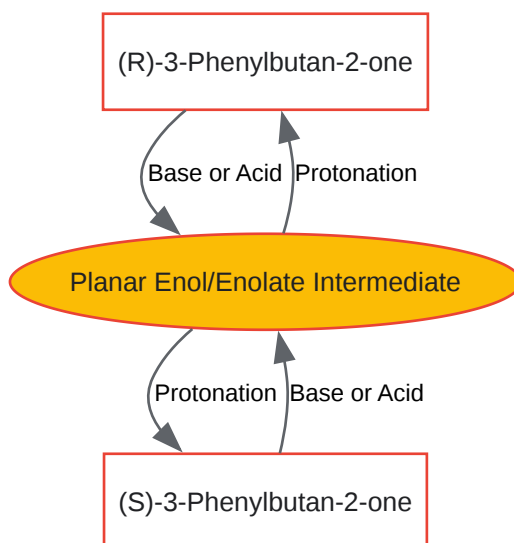 (R)-3-Phenylbutan-2-one
Base or Acid
Protonation
Planar Enol/Enolate Intermediate
Protonation
Base or Acid
(S)-3-Phenylbutan-2-one